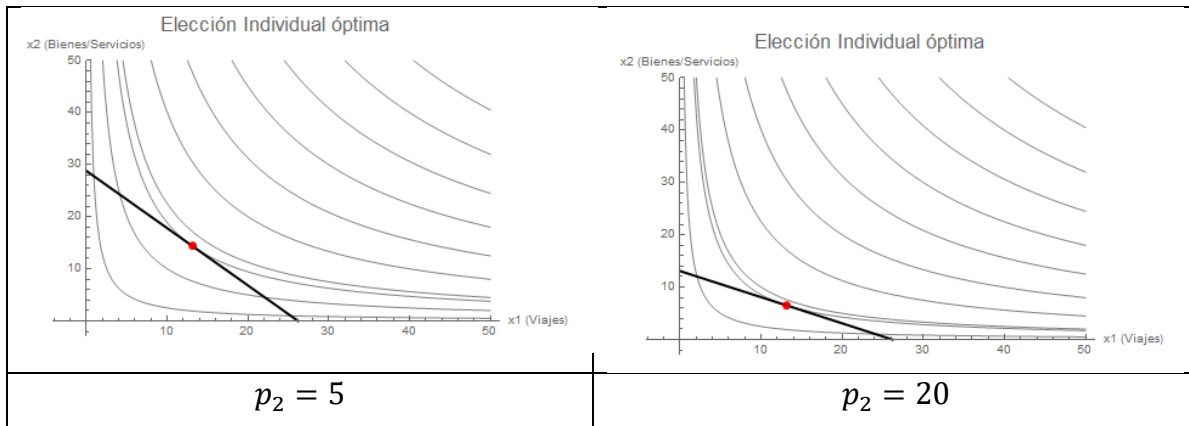 Elección Individual óptima
x2 (Bienes/Servicios)
50
40
30
20
10
10
20
30
40
50
x1 (Viajes)
Elección Individual óptima
x2 (Bienes/Servicios)
50
40
30
20
10
10
20
30
40
50
x1 (Viajes)
p₂ = 5
p₂ = 20